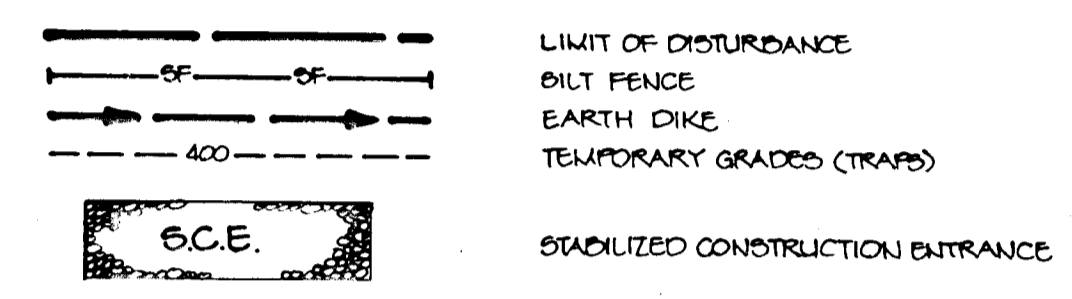 LIMIT OF DISTURBANCE
SF SF SILT FENCE
EARTH DIKE
400 TEMPORARY GRADES (TRAPS)
S.C.E. STABILIZED CONSTRUCTION ENTRANCE